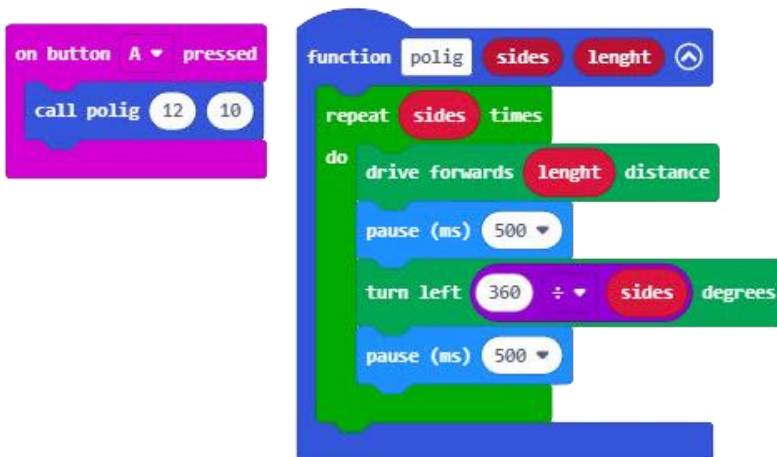 on button A pressed
call polig 12 10
function polig sides lenght
repeat sides times
do
drive forwards lenght distance
pause (ms) 500
turn left 360 ÷ sides degrees
pause (ms) 500